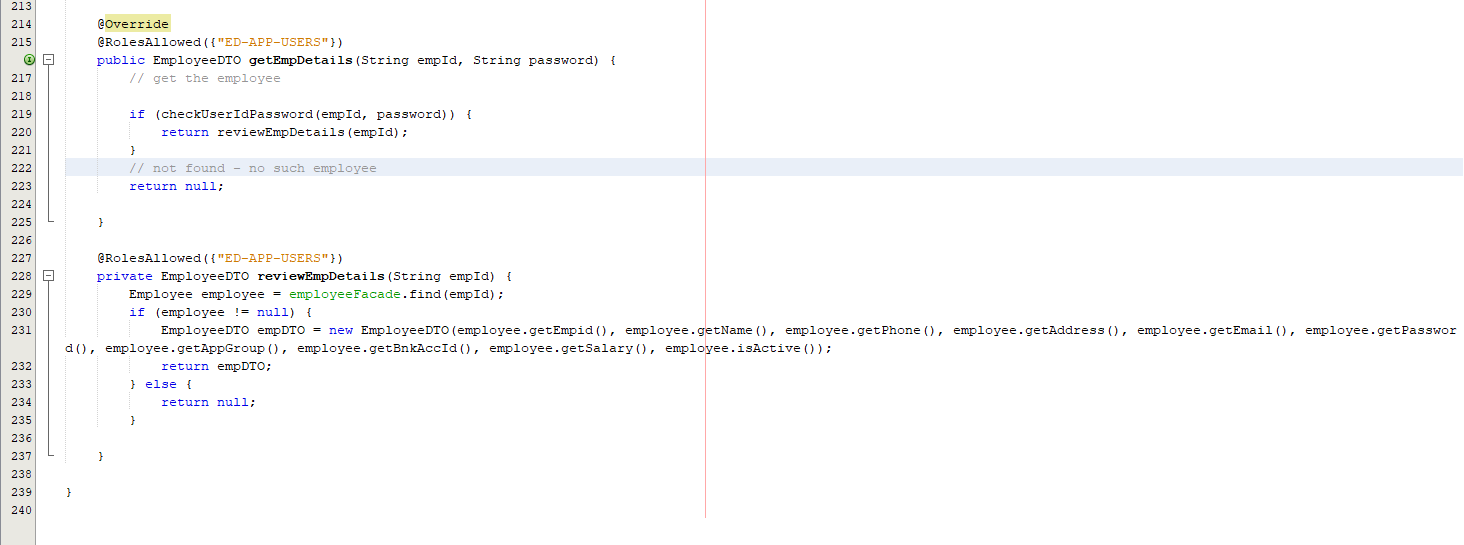 213
214 @Override
215 @RolesAllowed({"ED-APP-USERS"})
public EmployeeDTO getEmpDetails(String empId, String password) {
217 // get the employee
218
219 if (checkUserIdPassword(empId, password)) {
220 return reviewEmpDetails(empId);
221 }
222 // not found - no such employee
223 return null;
224
225 }
226
227 @RolesAllowed({"ED-APP-USERS"})
228 private EmployeeDTO reviewEmpDetails(String empId) {
229 Employee employee = employeeFacade.find(empId);
230 if (employee != null) {
231 EmployeeDTO empDTO = new EmployeeDTO(employee.getEmpid(), employee.getName(), employee.getPhone(), employee.getAddress(), employee.getEmail(), employee.getPasswor
d(), employee.getAppGroup(), employee.getBnkAccId(), employee.getSalary(), employee.isActive());
232 return empDTO;
233 } else {
234 return null;
235 }
236
237 }
238
239 }
240